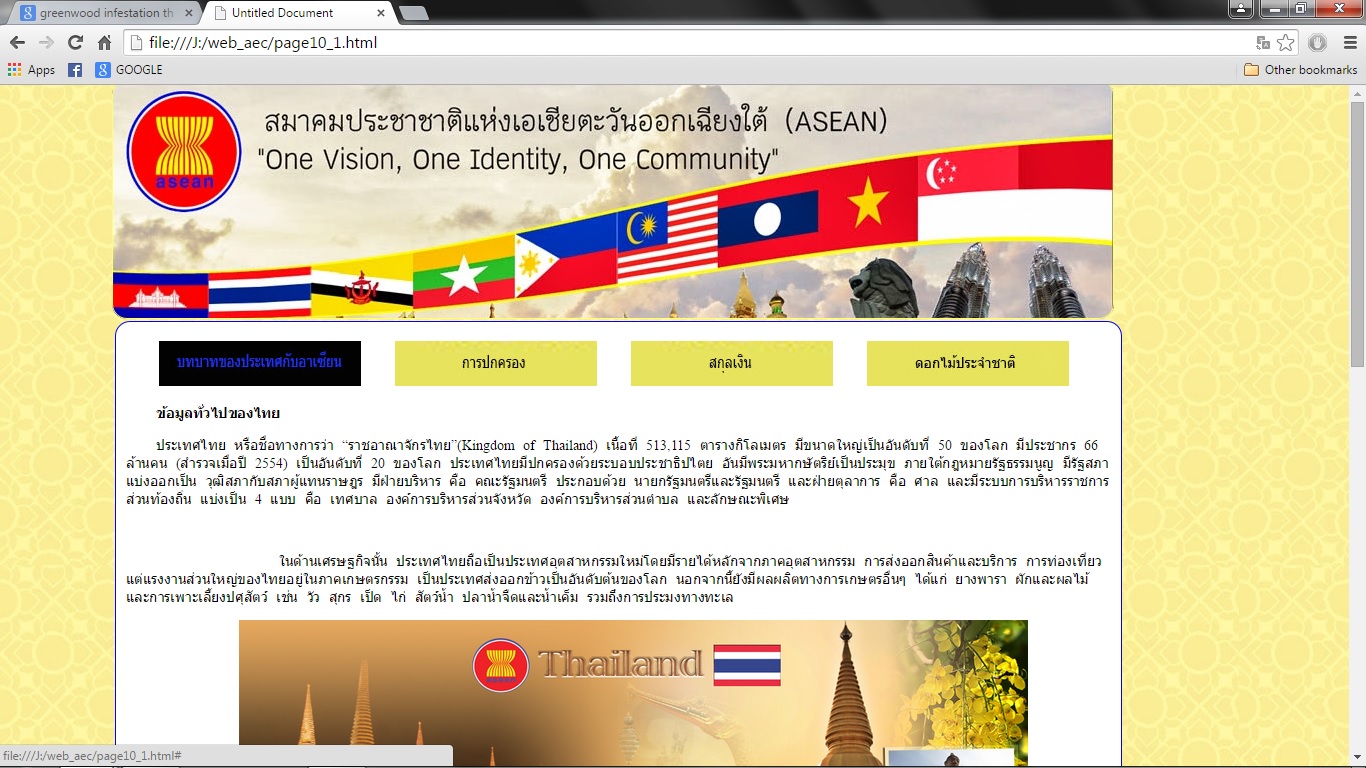 greenwood infestation th
Untitled Document
file:///J:/web_aec/page10_1.html
Apps
GOOGLE
Other bookmarks
สมาคมประชาชาติแห่งเอเชียตะวันออกเฉียงใต้ (ASEAN)
"One Vision, One Identity, One Community"
asean
บทบาทของประเทศกับอาเซียน
การปกครอง
สกุลเงิน
ดอกไม้ประจำชาติ
ข้อมูลทั่วไปของไทย
ประเทศไทย หรือชื่อทางการว่า “ราชอาณาจักรไทย”(Kingdom of Thailand) เนื้อที่ 513,115 ตารางกิโลเมตร มีขนาดใหญ่เป็นอันดับที่ 50 ของโลก มีประชากร 66
ล้านคน (สำรวจเมื่อปี 2554) เป็นอันดับที่ 20 ของโลก ประเทศไทยมีปกครองด้วยระบอบประชาธิปไตย อันมีพระมหากษัตริย์เป็นประมุข ภายใต้กฎหมายรัฐธรรมนูญ มีรัฐสภา
แบ่งออกเป็น วุฒิสภากับสภาผู้แทนราษฎร มีฝ่ายบริหาร คือ คณะรัฐมนตรี ประกอบด้วย นายกรัฐมนตรีและรัฐมนตรี และฝ่ายตุลาการ คือ ศาล และมีระบบการบริหารราชการ
ส่วนท้องถิ่น แบ่งเป็น 4 แบบ คือ เทศบาล องค์การบริหารส่วนจังหวัด องค์การบริหารส่วนตำบล และลักษณะพิเศษ
ในด้านเศรษฐกิจนั้น ประเทศไทยถือเป็นประเทศอุตสาหกรรมใหม่โดยมีรายได้หลักจากภาคอุตสาหกรรม การส่งออกสินค้าและบริการ การท่องเที่ยว
แต่แรงงานส่วนใหญ่ของไทยอยู่ในภาคเกษตรกรรม เป็นประเทศส่งออกข้าวเป็นอันดับต้นของโลก นอกจากนี้ยังมีผลผลิตทางการเกษตรอื่นๆ ได้แก่ ยางพารา ผักและผลไม้
และการเพาะเลี้ยงปศุสัตว์ เช่น วัว สุกร เป็ด ไก่ สัตว์น้ำ ปลาน้ำจืดและน้ำเค็ม รวมถึงการประมงทางทะเล
asean
Thailand
file:///J:/web_aec/page10_1.html#